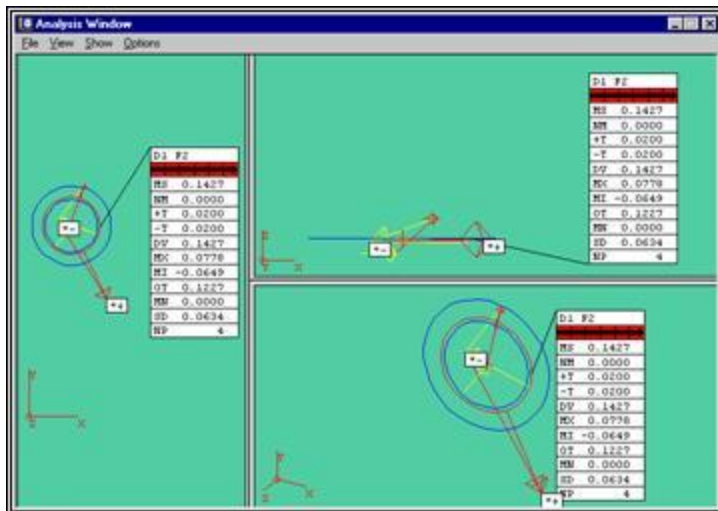 Analysis Window
File View Show Options
D1 F2
MS 0.1427
NM 0.0000
+T 0.0200
-T 0.0200
DV 0.1427
MX 0.0778
MI -0.0649
OT 0.1227
MN 0.0000
SD 0.0634
NP 4
Y
Z X
D1 F2
MS 0.1427
NM 0.0000
+T 0.0200
-T 0.0200
DV 0.1427
MX 0.0778
MI -0.0649
OT 0.1227
MN 0.0000
SD 0.0634
NP 4
Z
Y X
D1 F2
MS 0.1427
NM 0.0000
+T 0.0200
-T 0.0200
DV 0.1427
MX 0.0778
MI -0.0649
OT 0.1227
MN 0.0000
SD 0.0634
NP 4
Y
Z X